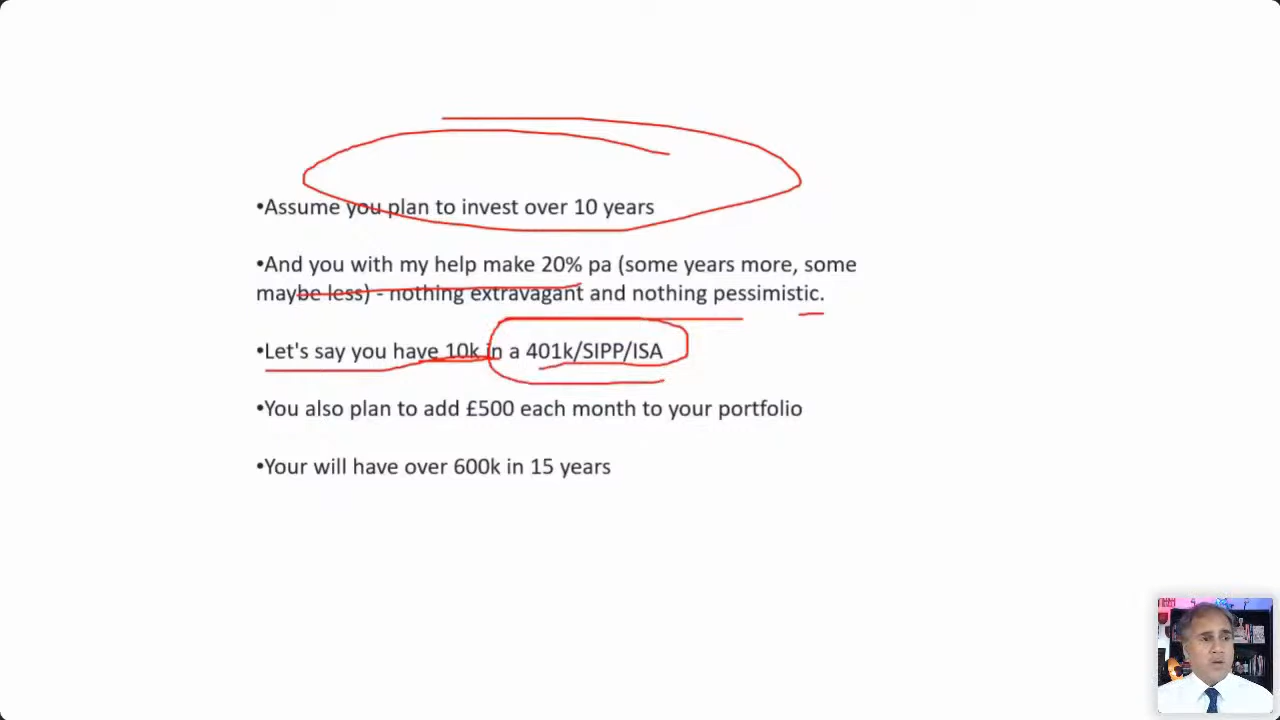 •Assume you plan to invest over 10 years
•And you with my help make 20% pa (some years more, some
maybe less) - nothing extravagant and nothing pessimistic.
•Let's say you have 10k in a 401k/SIPP/ISA
•You also plan to add £500 each month to your portfolio
•Your will have over 600k in 15 years